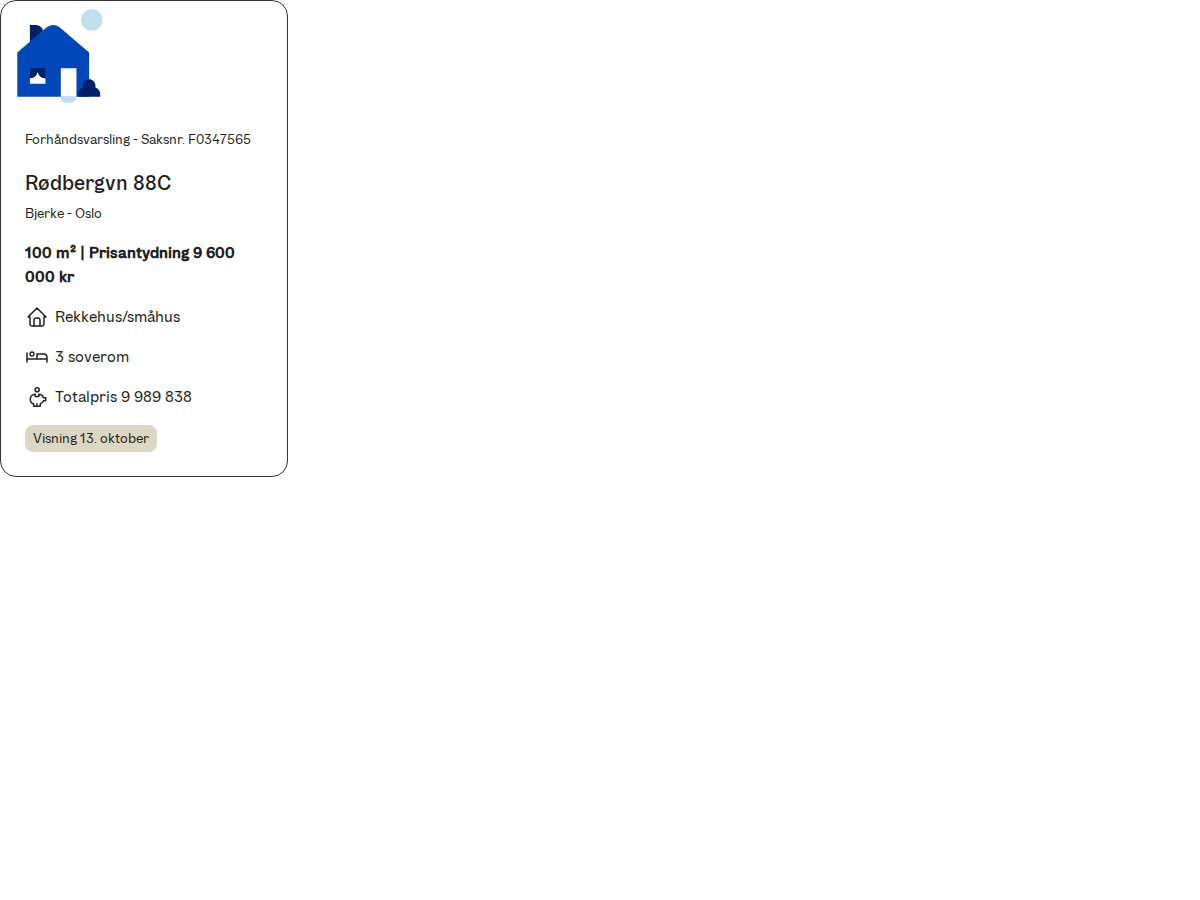 Forhåndsvarsling - Saksnr. F0347565
Rødbergvn 88C
Bjerke - Oslo
100 m² | Prisantydning 9 600
000 kr
Rekkehus/småhus
3 soverom
Totalpris 9 989 838
Visning 13. oktober